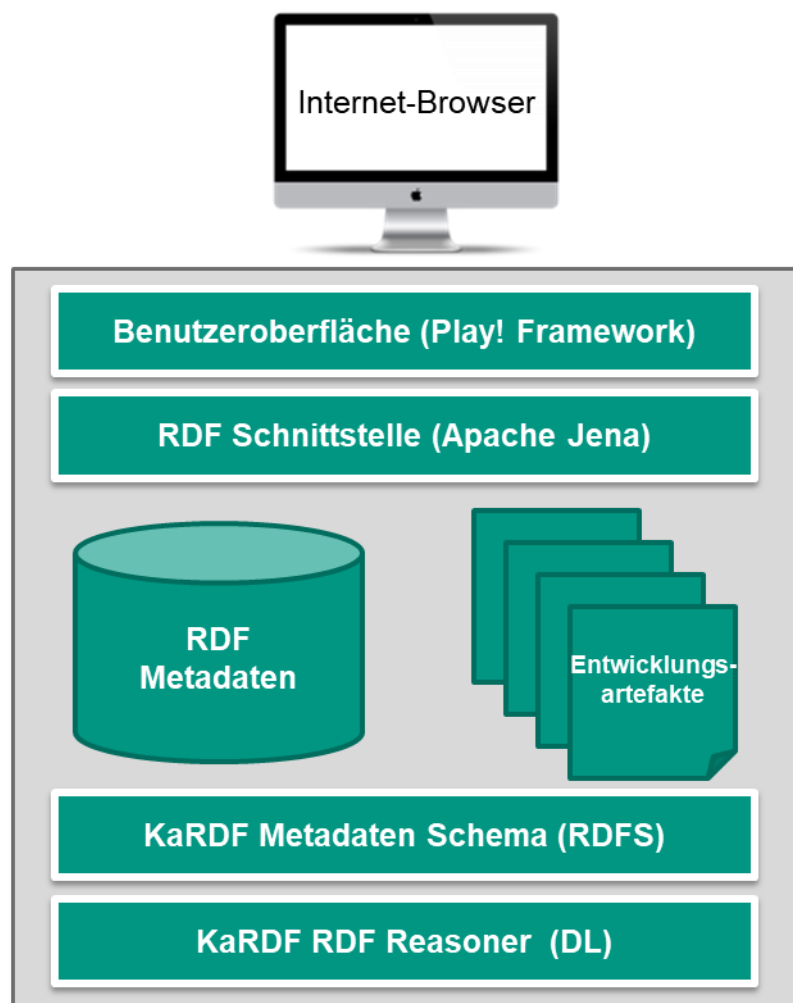 Internet-Browser
Benutzeroberfläche (Play! Framework)
RDF Schnittstelle (Apache Jena)
RDF
Metadaten
Entwicklungs-
artefakte
KaRDF Metadaten Schema (RDFS)
KaRDF RDF Reasoner (DL)